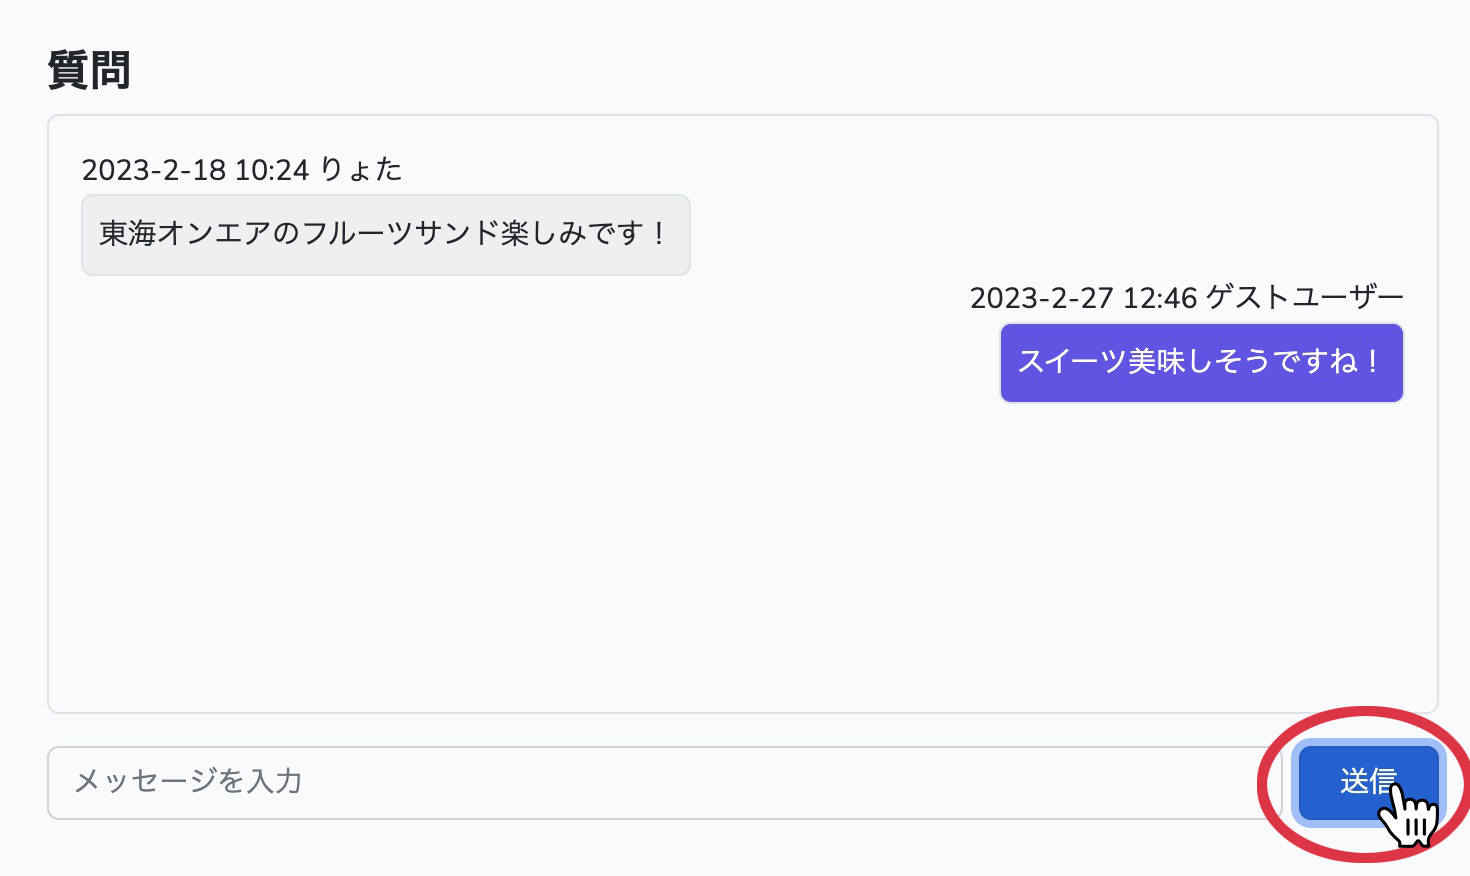 質問
2023-2-18 10:24 りょた
東海オンエアのフルーツサンド楽しみです！
2023-2-27 12:46 ゲストユーザー
スイーツ美味しそうですね！
メッセージを入力
送信